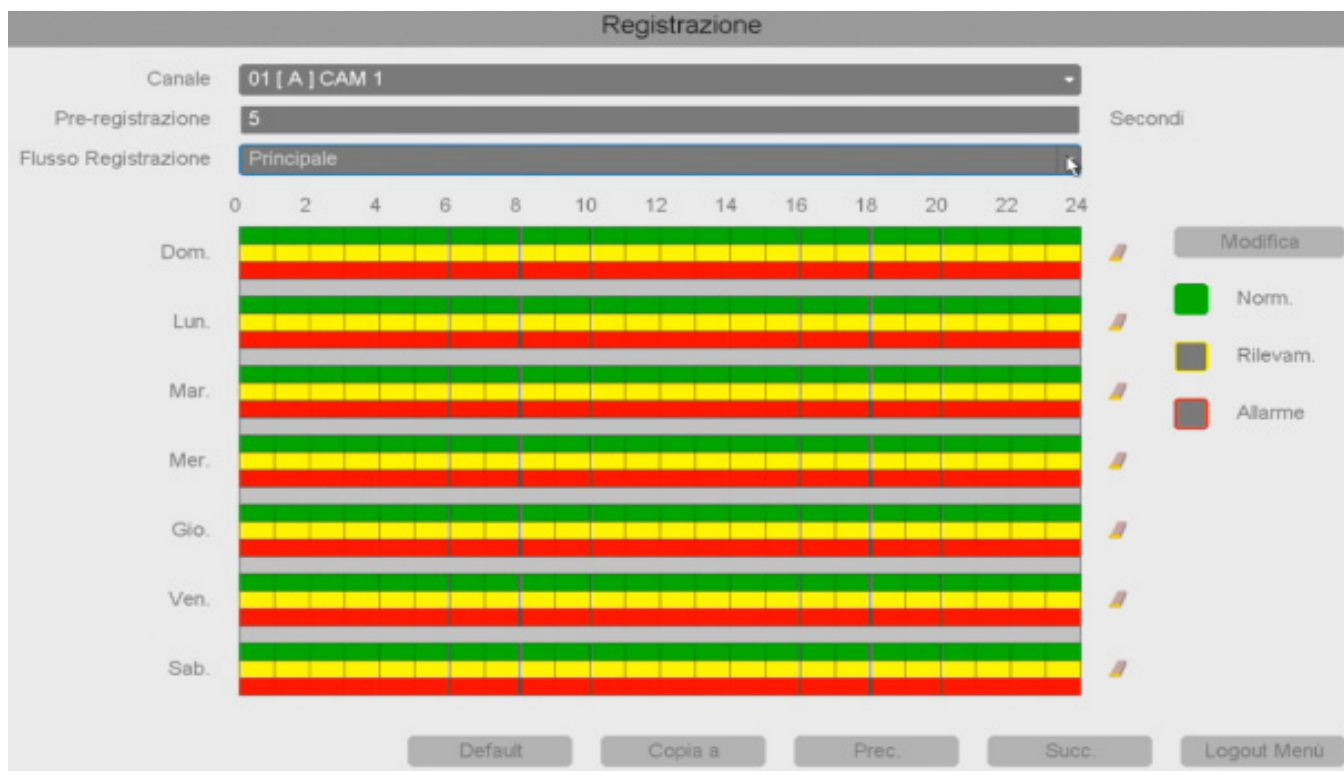 Registrazione
Canale 01 [ A ] CAM 1
Pre-registrazione 5 Secondi
Flusso Registrazione Principale
0 2 4 6 8 10 12 14 16 18 20 22 24
Dom. Modifica
Norm.
Lun.
Rilevam.
Mar.
Allarme
Mer.
Gio.
Ven.
Sab.
Default Copia a Prec. Succ. Logout Menù